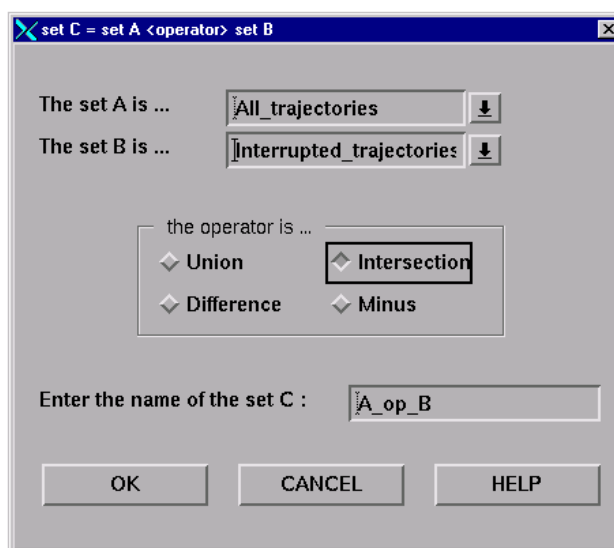 set C = set A <operator> set B
The set A is ... All_trajectories
The set B is ... Interrupted_trajectories
the operator is ...
Union Intersection
Difference Minus
Enter the name of the set C : A_op_B
OK CANCEL HELP